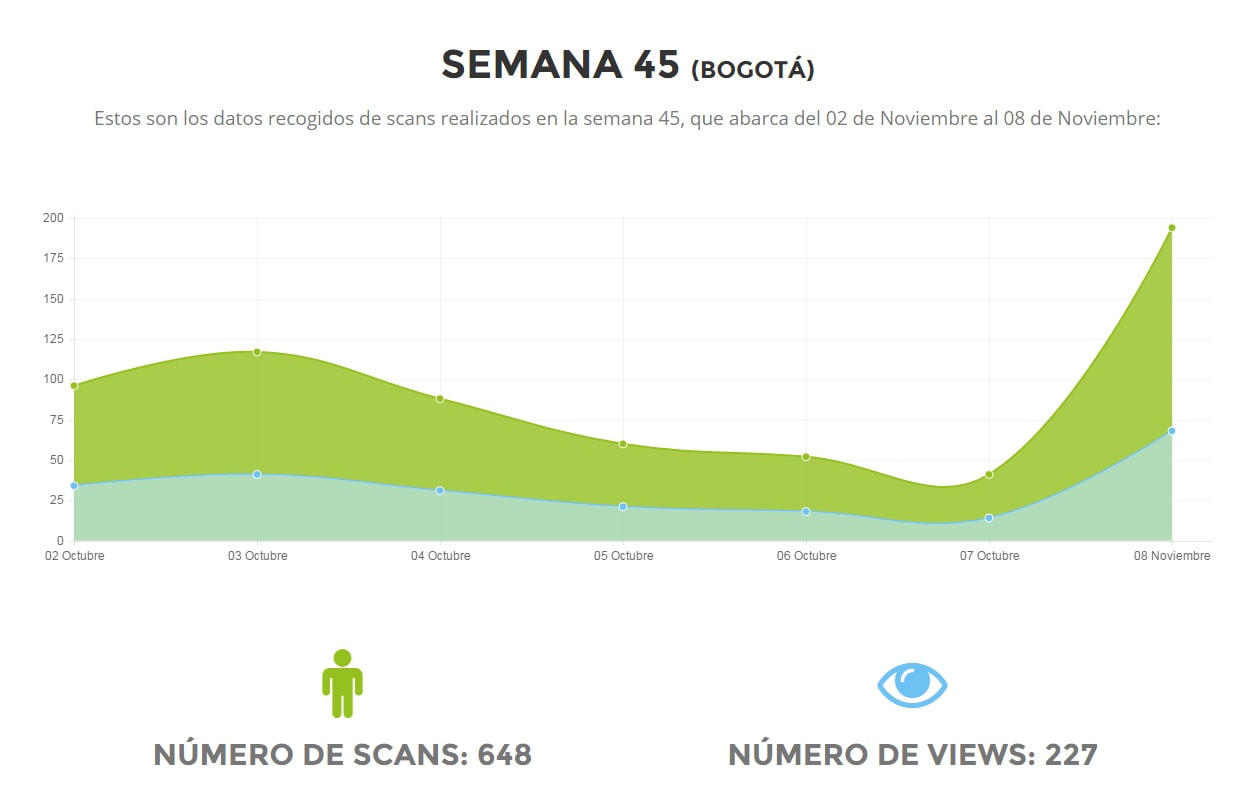 SEMANA 45 (BOGOTÁ)
Estos son los datos recogidos de scans realizados en la semana 45, que abarca del 02 de Noviembre al 08 de Noviembre:
200
175
150
125
100
75
50
25
0
02 Octubre 03 Octubre 04 Octubre 05 Octubre 06 Octubre 07 Octubre 08 Noviembre
NÚMERO DE SCANS: 648 NÚMERO DE VIEWS: 227